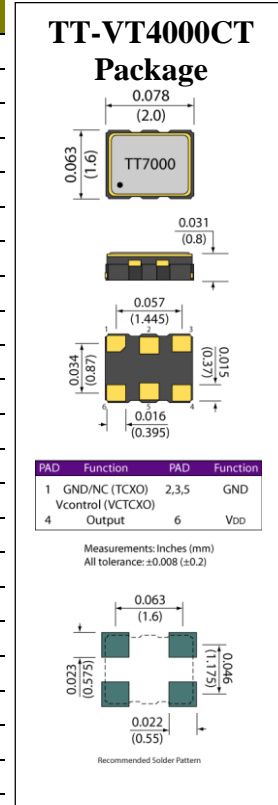 TT-VT4000CT
Package
0.078
(2.0)
0.063
(1.6)
TT7000
0.031
(0.8)
0.057
(1.445)
1 2 3
0.034
(0.87)
0.015
(0.37)
6 5 4
0.016
(0.395)
PAD Function PAD Function
1 GND/NC (TCXO) 2,3,5 GND
Vcontrol (VCTCXO)
4 Output 6 VDD
Measurements: Inches (mm)
All tolerance: ±0.008 (±0.2)
0.063
(1.6)
0.023
(0.575)
0.046
(1.175)
0.022
(0.55)
Recommended Solder Pattern